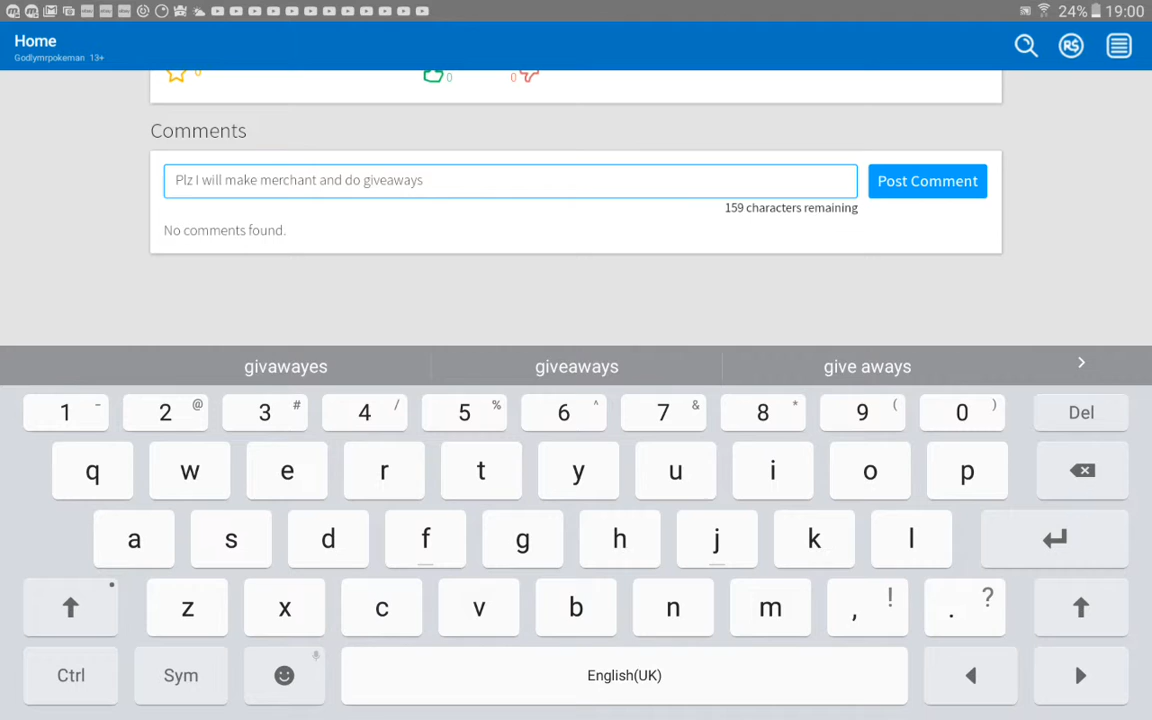 24% 19:00
Home
Godlymrpokeman 13+
R$
0 0 0
Comments
Plz I will make merchant and do giveaways
Post Comment
159 characters remaining
No comments found.
givawayes giveaways give aways
1 - 2 @ 3 # 4 / 5 % 6 ^ 7 & 8 * 9 ( 0 ) Del
q w e r t y u i o p
a s d f g h j k l
z x c v b n m , ! . ?
Ctrl Sym English(UK)